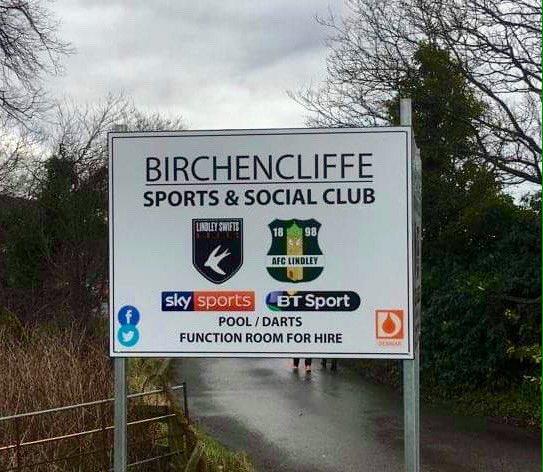 BIRCHENCLIFFE
SPORTS & SOCIAL CLUB
LINDLEY SWIFTS
18 98
AFC LINDLEY
sky sports
BT Sport
POOL / DARTS
FUNCTION ROOM FOR HIRE